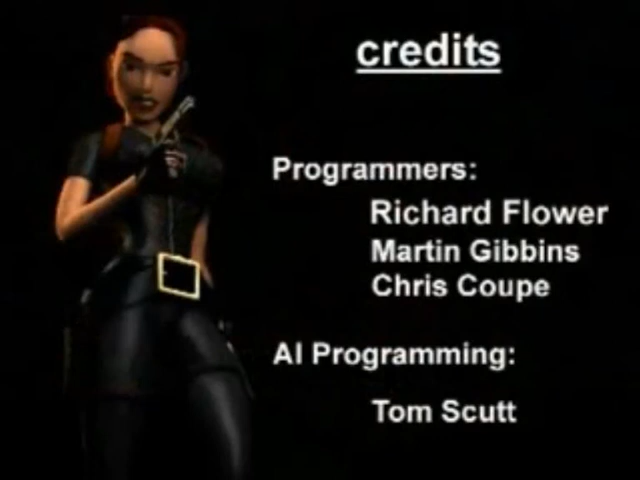 credits
Programmers:
Richard Flower
Martin Gibbins
Chris Coupe
AI Programming:
Tom Scutt